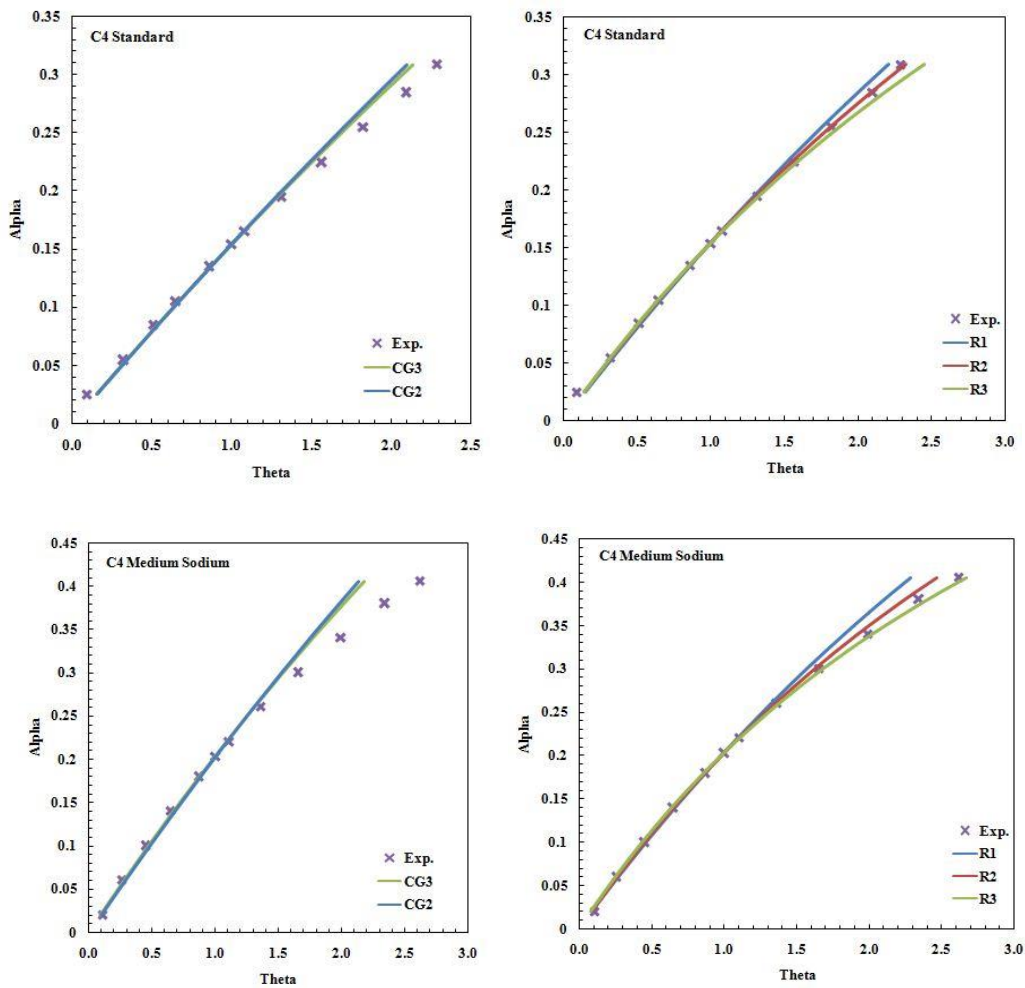 C4 Standard
0.35
0.3
0.25
0.2
0.15
0.1
0.05
0
Alpha
Exp.
CG3
CG2
0.0 0.5 1.0 1.5 2.0 2.5
Theta
C4 Standard
0.35
0.3
0.25
0.2
0.15
0.1
0.05
0
Alpha
Exp.
R1
R2
R3
0.0 0.5 1.0 1.5 2.0 2.5 3.0
Theta
C4 Medium Sodium
0.45
0.4
0.35
0.3
0.25
0.2
0.15
0.1
0.05
0
Alpha
Exp.
CG3
CG2
0.0 0.5 1.0 1.5 2.0 2.5 3.0
Theta
C4 Medium Sodium
0.45
0.4
0.35
0.3
0.25
0.2
0.15
0.1
0.05
0
Alpha
Exp.
R1
R2
R3
0.0 0.5 1.0 1.5 2.0 2.5 3.0
Theta